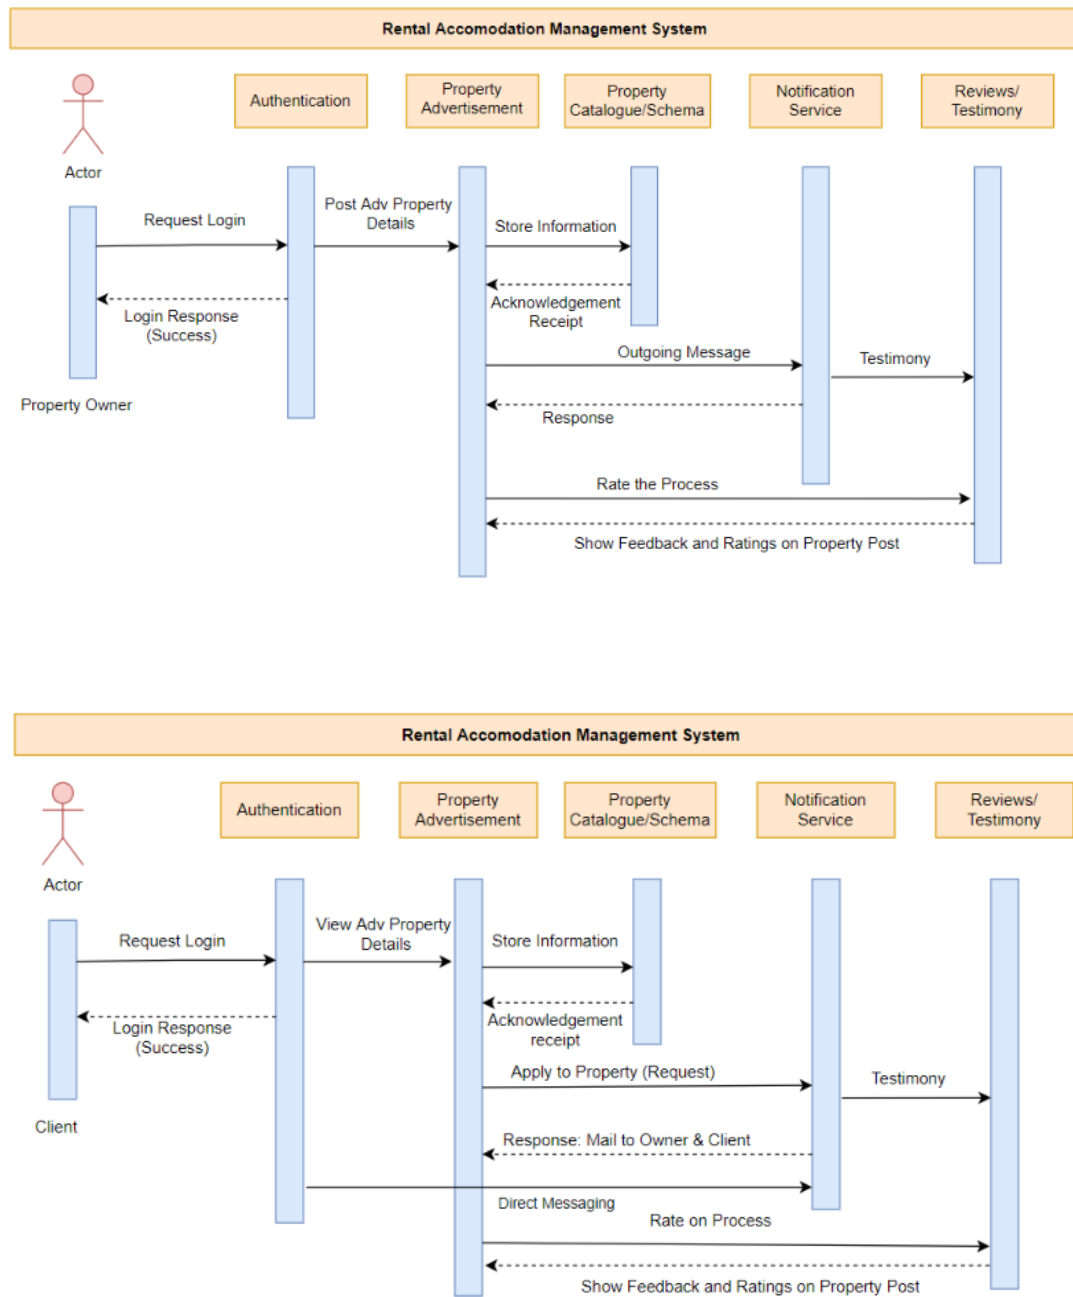 Rental Accomodation Management System
Authentication
Property
Advertisement
Property
Catalogue/Schema
Notification
Service
Reviews/
Testimony
Actor
Request Login
Post Adv Property
Details
Store Information
Login Response
(Success)
Acknowledgement
Receipt
Outgoing Message
Testimony
Property Owner
Response
Rate the Process
Show Feedback and Ratings on Property Post
Rental Accomodation Management System
Authentication
Property
Advertisement
Property
Catalogue/Schema
Notification
Service
Reviews/
Testimony
Actor
Request Login
View Adv Property
Details
Store Information
Login Response
(Success)
Acknowledgement
receipt
Apply to Property (Request)
Testimony
Client
Response: Mail to Owner & Client
Direct Messaging
Rate on Process
Show Feedback and Ratings on Property Post